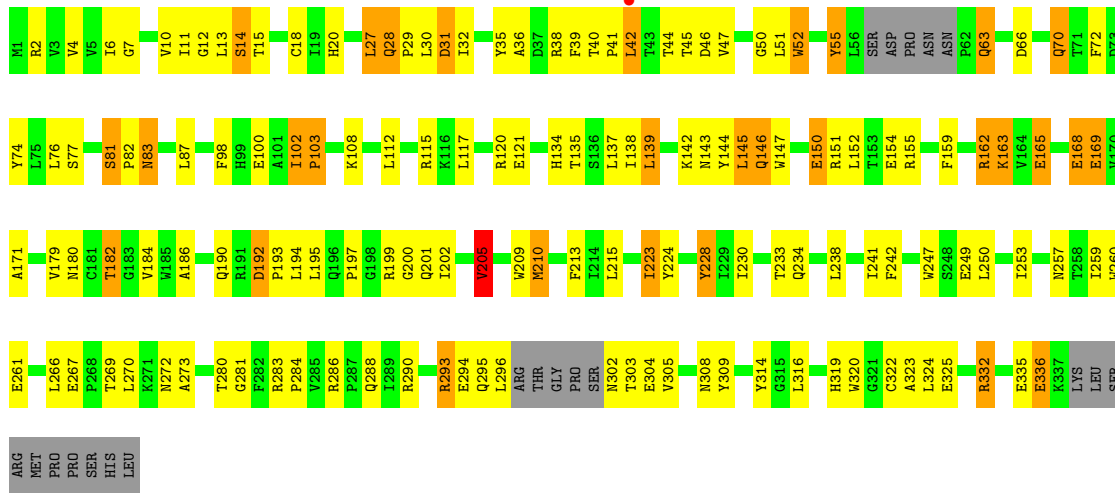 M1 R2 V3 V4 V5 I6 G7 V10 I11 G12 L13 S14 T15 C18 I19 H20 L27 Q28 P29 L30 D31 I32 Y35 A36 D37 R38 F39 T40 P41 L42 T43 T44 T45 D46 V47 G50 L51 W52 Y55 L56 SER ASP PRO ASN ASN P62 Q63 D66 Q70 T71 F72
Y74 L75 L76 S77 S81 P82 N83 L87 F98 H99 E100 A101 I102 P103 K108 L112 R115 K116 L117 R120 E121 H134 T135 S136 L137 I138 L139 K142 N143 Y144 R145 Q146 W147 E150 R151 L152 T153 E154 R155 F159 R162 K163 V164 E165 E168 E169
A171 V179 N180 C181 T182 G183 V184 W185 A186 Q190 R191 D192 P193 L194 L195 Q196 P197 G198 R199 G200 Q201 I202 V205 W209 M210 F213 I214 L215 I223 Y224 Y228 I229 I230 T233 Q234 L238 I241 F242 W247 S248 E249 L250 I253 N257 T258 I259
E261 L266 E267 P268 T269 L270 K271 N272 A273 T280 G281 F282 R283 P284 V285 R286 P287 Q288 I289 R290 R293 E294 Q295 L296 ARG THR GLY PRO SER N302 T303 E304 V305 N308 Y309 Y314 G315 L316 H319 W320 G321 C322 A323 L324 E325 R332 E335 E336 K337 LYS LEU
ARG MET PRO PRO SER HIS LEU